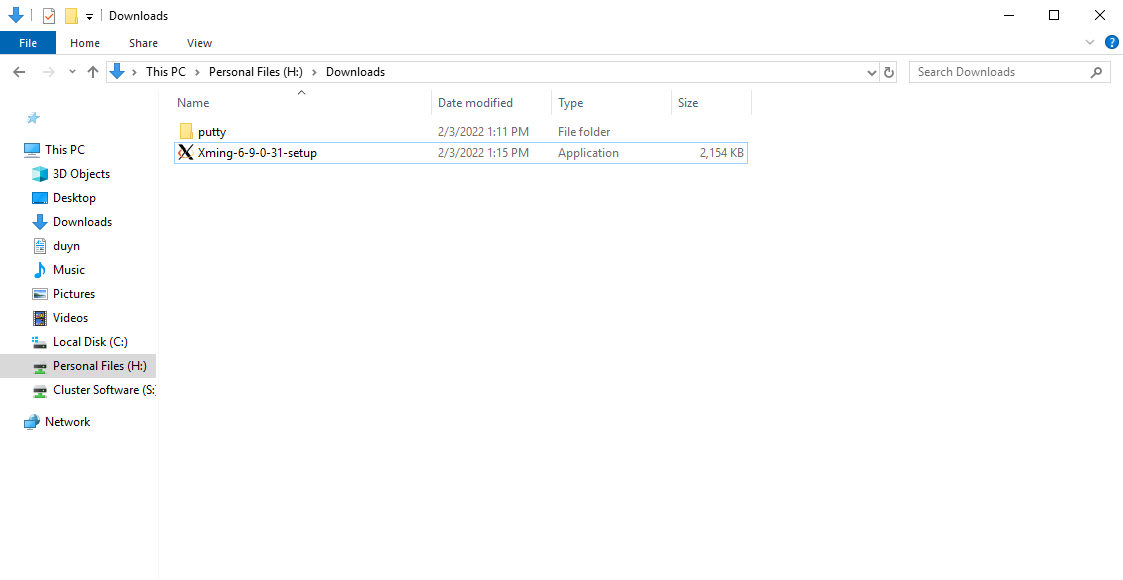 Downloads
File Home Share View
This PC Personal Files (H:) Downloads
Search Downloads
Name Date modified Type Size
putty 2/3/2022 1:11 PM File folder
Xming-6-9-0-31-setup 2/3/2022 1:15 PM Application 2,154 KB
This PC
3D Objects
Desktop
Downloads
duyn
Music
Pictures
Videos
Local Disk (C:)
Personal Files (H:)
Cluster Software (S:
Network